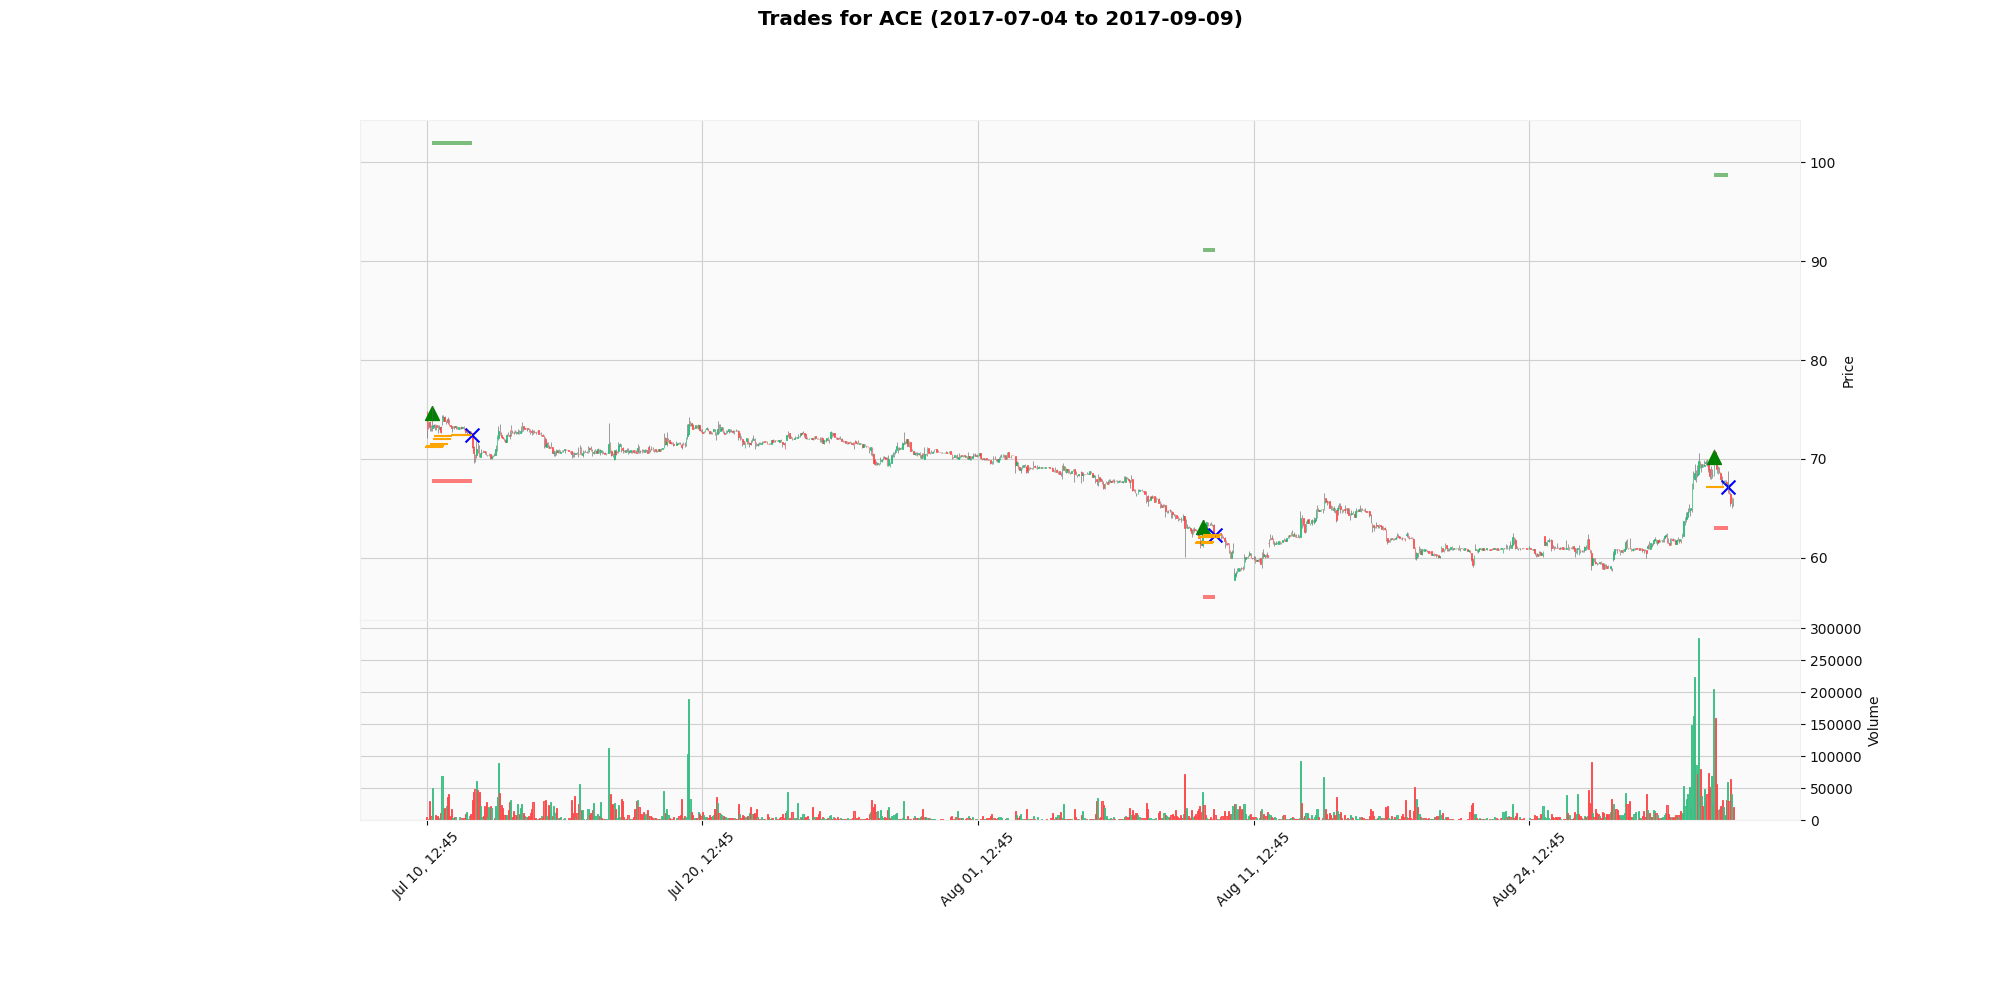 Trades for ACE (2017-07-04 to 2017-09-09)
100
90
80
70
60
Price
300000
250000
200000
150000
100000
50000
0
Volume
Jul 10, 12:45
Jul 20, 12:45
Aug 01, 12:45
Aug 11, 12:45
Aug 24, 12:45